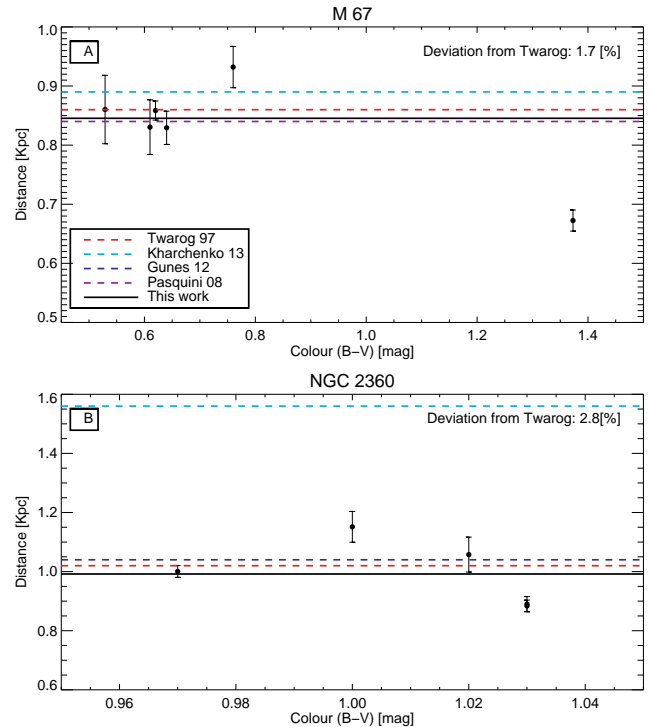 M 67
A
Deviation from Twarog: 1.7 [%]
1.0
0.9
0.8
0.7
0.6
0.5
Distance [Kpc]
Twarog 97
Kharchenko 13
Gunes 12
Pasquini 08
This work
0.6 0.8 1.0 1.2 1.4
Colour (B−V) [mag]
NGC 2360
B
Deviation from Twarog: 2.8[%]
1.6
1.4
1.2
1.0
0.8
0.6
Distance [Kpc]
0.96 0.98 1.00 1.02 1.04
Colour (B−V) [mag]